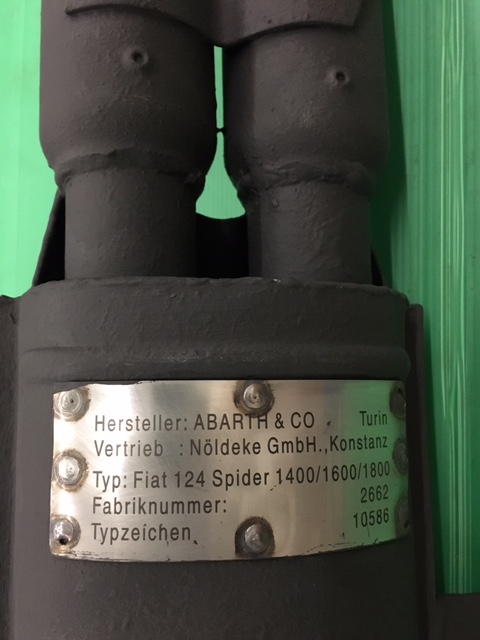 Hersteller: ABARTH & CO Turin
Vertrieb : Nöldeke GmbH., Konstanz
Typ: Fiat 124 Spider 1400/1600/1800
Fabriknummer: 2662
Typzeichen 10586